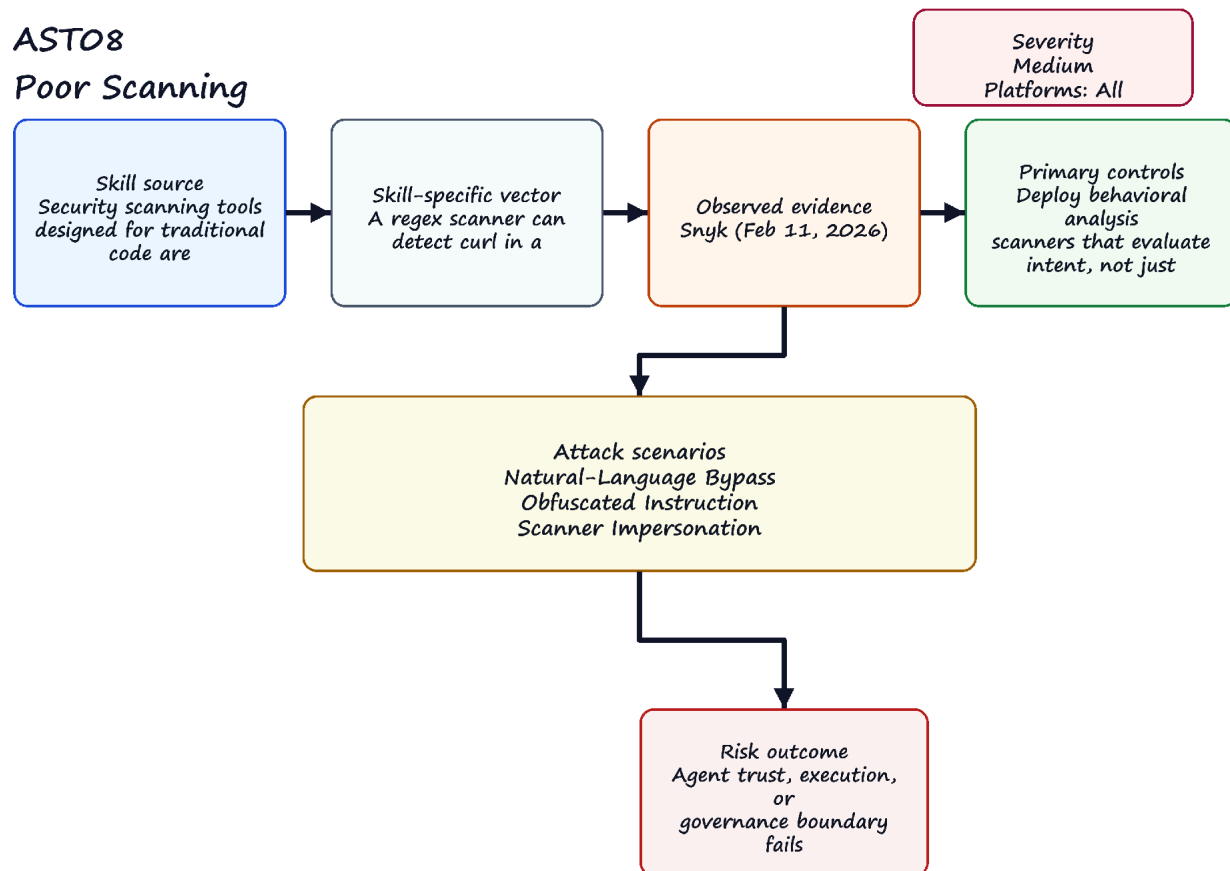 AST08
Poor Scanning
Severity
Medium
Platforms: All
Skill source
Security scanning tools
designed for traditional
code are
Skill-specific vector
A regex scanner can
detect curl in a
Observed evidence
Snyk (Feb 11, 2026)
Primary controls
Deploy behavioral
analysis
scanners that evaluate
intent, not just
Attack scenarios
Natural-Language Bypass
Obfuscated Instruction
Scanner Impersonation
Risk outcome
Agent trust, execution,
or
governance boundary
fails